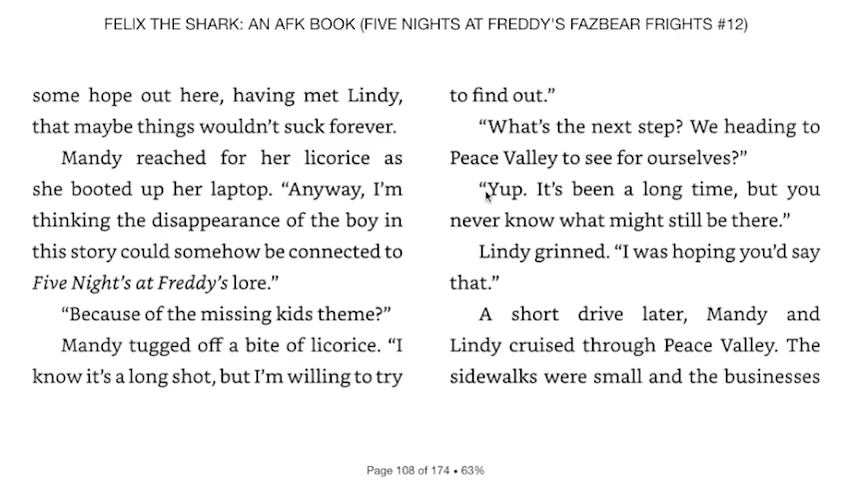 FELIX THE SHARK: AN AFK BOOK (FIVE NIGHTS AT FREDDY'S FAZBEAR FRIGHTS #12)
some hope out here, having met Lindy,
that maybe things wouldn't suck forever.
Mandy reached for her licorice as
she booted up her laptop. “Anyway, I'm
thinking the disappearance of the boy in
this story could somehow be connected to
Five Night's at Freddy's lore.”
“Because of the missing kids theme?”
Mandy tugged off a bite of licorice. “I
know it's a long shot, but I'm willing to try
to find out.”
“What's the next step? We heading to
Peace Valley to see for ourselves?”
“Yup. It's been a long time, but you
never know what might still be there.”
Lindy grinned. “I was hoping you'd say
that.”
A short drive later, Mandy and
Lindy cruised through Peace Valley. The
sidewalks were small and the businesses
Page 108 of 174 • 63%